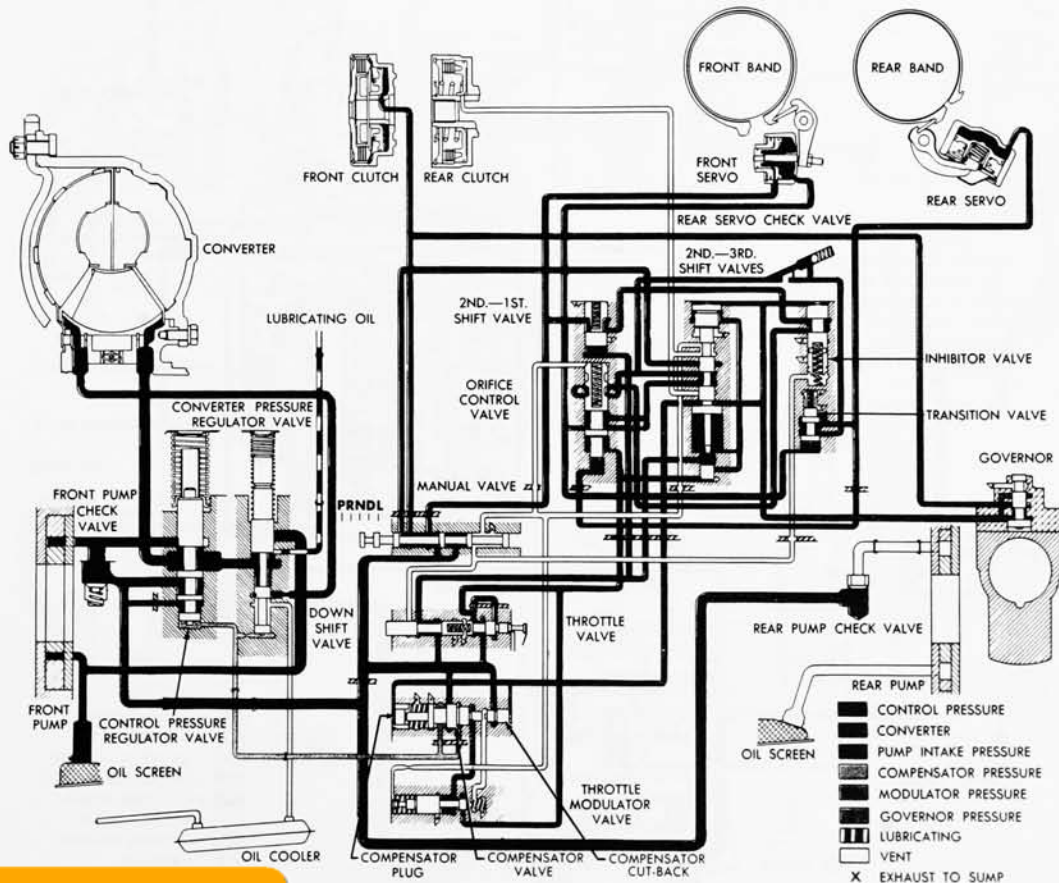 FRONT BAND
REAR BAND
FRONT CLUTCH
REAR CLUTCH
FRONT
SERVO
REAR SERVO
REAR SERVO CHECK VALVE
CONVERTER
2ND.—3RD.
SHIFT VALVES
2ND.—1ST.
SHIFT VALVE
LUBRICATING OIL
INHIBITOR VALVE
ORIFICE
CONTROL
VALVE
CONVERTER PRESSURE
REGULATOR VALVE
TRANSITION VALVE
GOVERNOR
FRONT PUMP
CHECK
VALVE
MANUAL VALVE
PRNDL
DOWN
SHIFT
VALVE
THROTTLE
VALVE
REAR PUMP CHECK VALVE
FRONT
PUMP
CONTROL PRESSURE
REGULATOR VALVE
REAR PUMP
OIL SCREEN
OIL SCREEN
THROTTLE
MODULATOR
VALVE
OIL COOLER
COMPENSATOR
PLUG
COMPENSATOR
VALVE
COMPENSATOR
CUT-BACK
CONTROL PRESSURE
CONVERTER
PUMP INTAKE PRESSURE
COMPENSATOR PRESSURE
MODULATOR PRESSURE
GOVERNOR PRESSURE
LUBRICATING
VENT
X EXHAUST TO SUMP